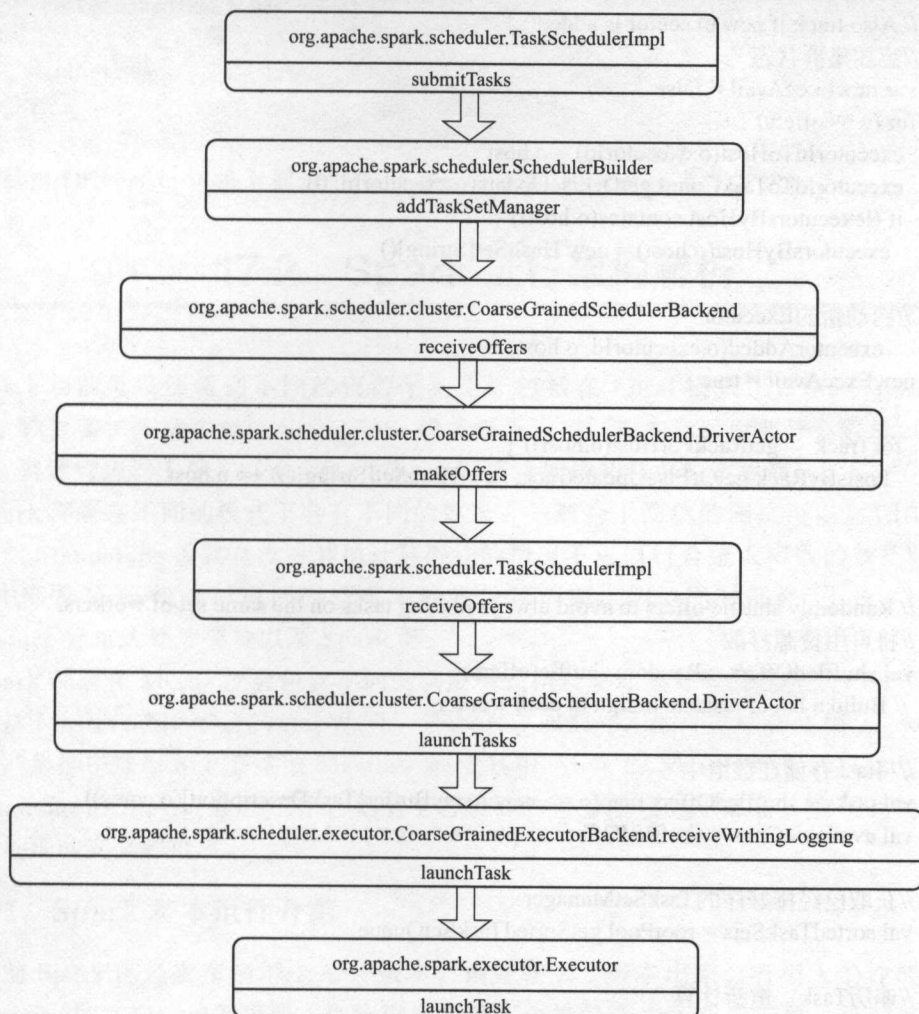 org.apache.spark.scheduler.TaskSchedulerImpl
submitTasks
org.apache.spark.scheduler.SchedulerBuilder
addTaskSetManager
org.apache.spark.scheduler.cluster.CoarseGrainedSchedulerBackend
receiveOffers
org.apache.spark.scheduler.cluster.CoarseGrainedSchedulerBackend.DriverActor
makeOffers
org.apache.spark.scheduler.TaskSchedulerImpl
receiveOffers
org.apache.spark.scheduler.cluster.CoarseGrainedSchedulerBackend.DriverActor
launchTasks
org.apache.spark.scheduler.executor.CoarseGrainedExecutorBackend.receiveWithingLogging
launchTask
org.apache.spark.executor.Executor
launchTask